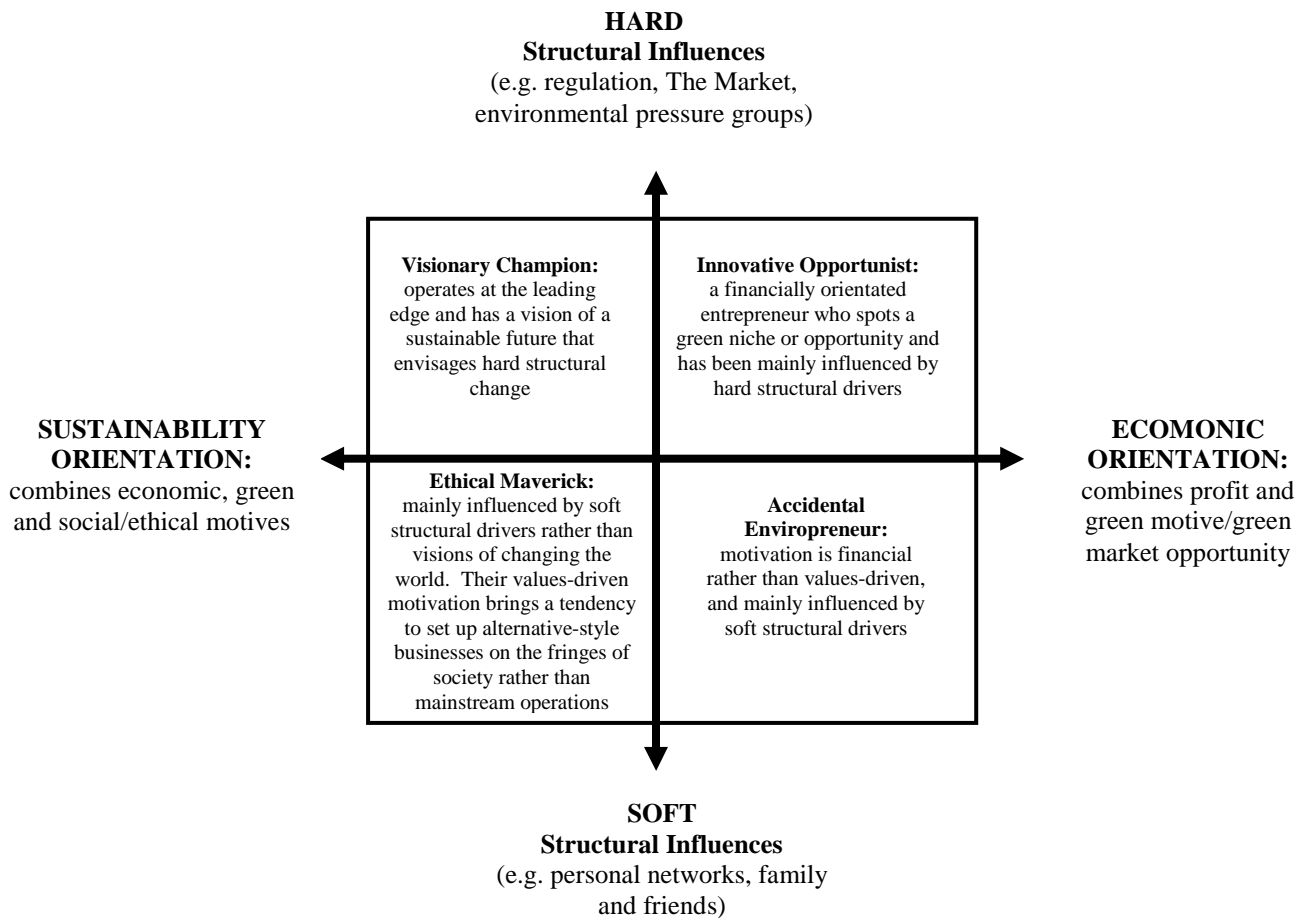 HARD
Structural Influences
(e.g. regulation, The Market,
environmental pressure groups)
Visionary Champion:
operates at the leading
edge and has a vision of a
sustainable future that
envisages hard structural
change
Innovative Opportunist:
a financially orientated
entrepreneur who spots a
green niche or opportunity and
has been mainly influenced by
hard structural drivers
SUSTAINABILITY
ORIENTATION:
combines economic, green
and social/ethical motives
ECOMONIC
ORIENTATION:
combines profit and
green motive/green
market opportunity
Ethical Maverick:
mainly influenced by soft
structural drivers rather than
visions of changing the
world.  Their values-driven
motivation brings a tendency
to set up alternative-style
businesses on the fringes of
society rather than
mainstream operations
Accidental
Enviropreneur:
motivation is financial
rather than values-driven,
and mainly influenced by
soft structural drivers
SOFT
Structural Influences
(e.g. personal networks, family
and friends)